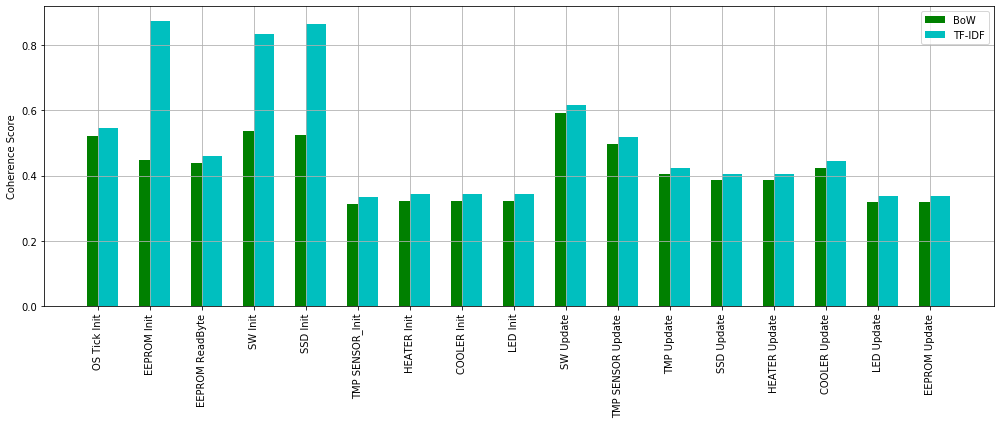 BoW
TF-IDF
Coherence Score
0.8
0.6
0.4
0.2
0.0
OS Tick Init
EEPROM Init
EEPROM ReadByte
SW Init
SSD Init
TMP SENSOR_Init
HEATER Init
COOLER Init
LED Init
SW Update
TMP SENSOR Update
TMP Update
SSD Update
HEATER Update
COOLER Update
LED Update
EEPROM Update